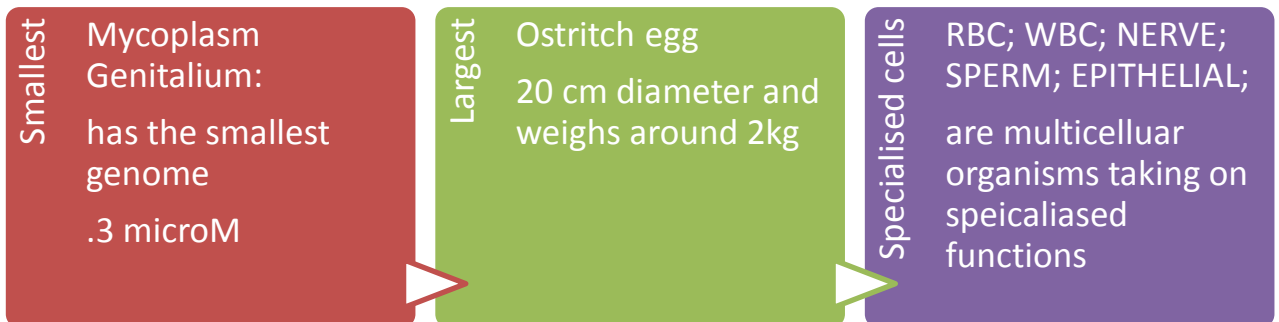 Smallest
Mycoplasm
Genitalium:
has the smallest
genome
.3 microM
Largest
Ostritch egg
20 cm diameter and
weighs around 2kg
Specialised cells
RBC; WBC; NERVE;
SPERM; EPITHELIAL;
are multicelluar
organisms taking on
speicaliased
functions